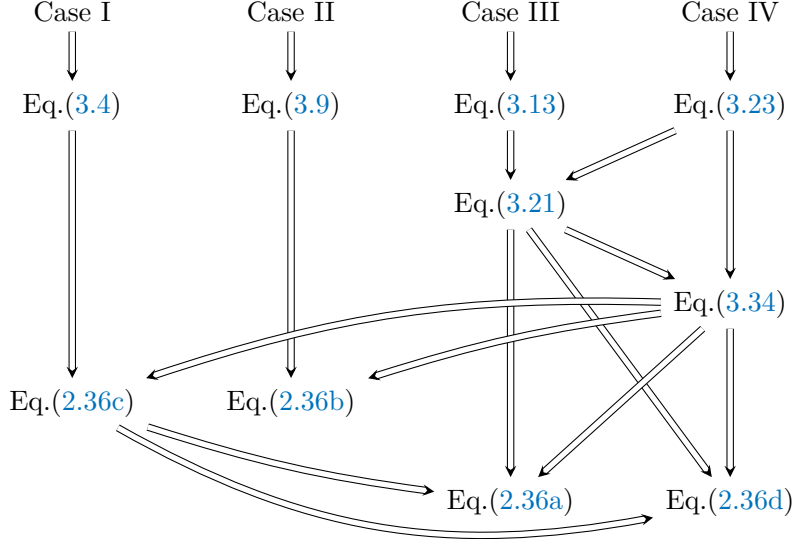 Case I Case II Case III Case IV
Eq.(3.4) Eq.(3.9) Eq.(3.13) Eq.(3.23)
Eq.(3.21)
Eq.(3.34)
Eq.(2.36c) Eq.(2.36b)
Eq.(2.36a) Eq.(2.36d)